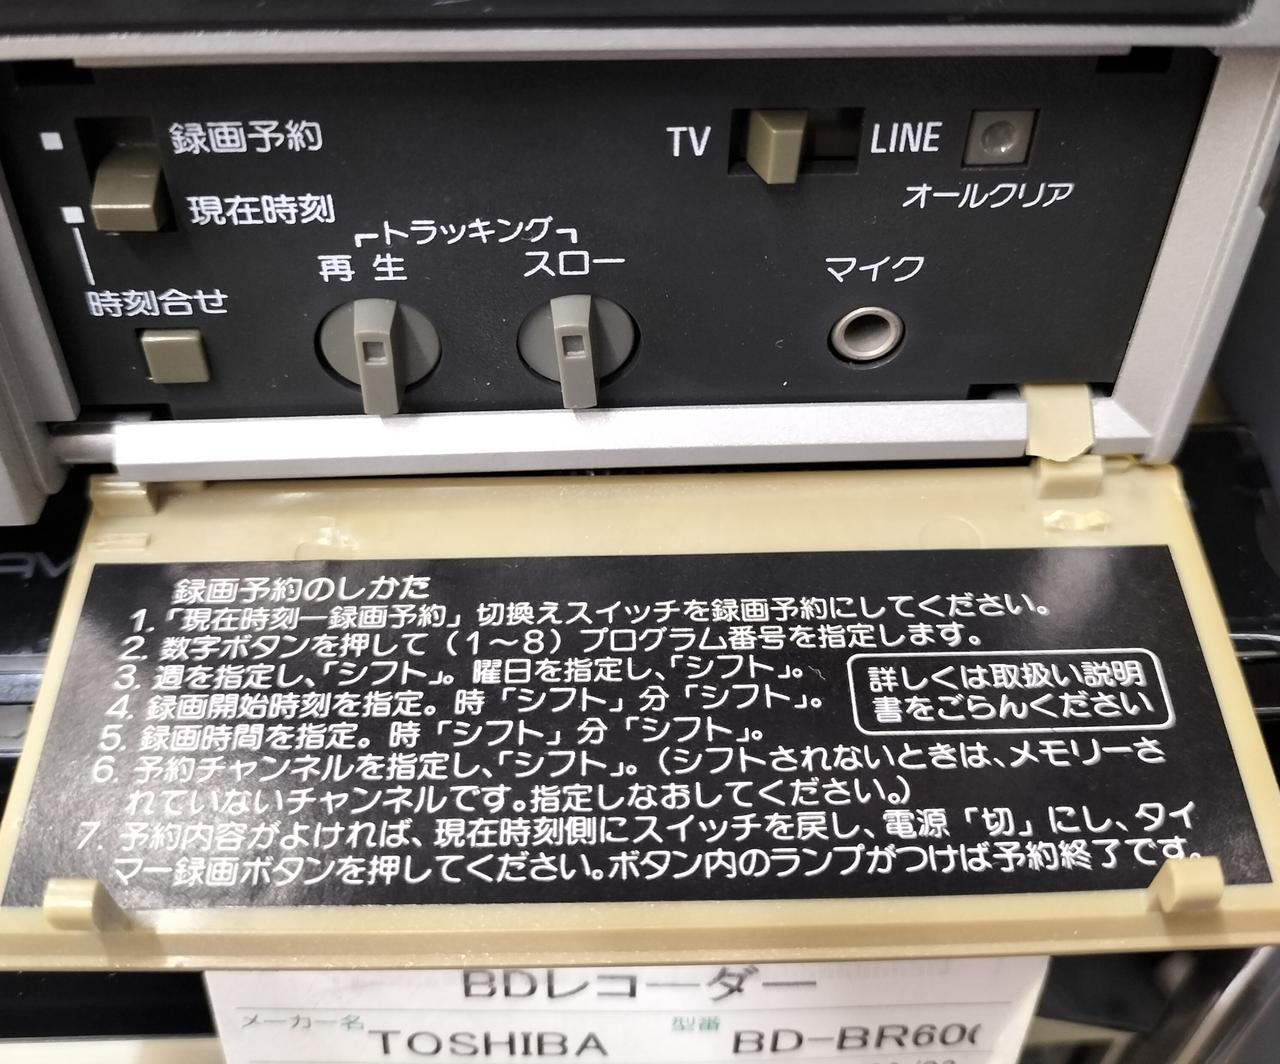 録画予約
TV
LINE
現在時刻
オールクリア
トラッキング
再生
スロー
マイク
時刻合せ
録画予約のしかた
1.「現在時刻―録画予約」切換えスイッチを録画予約にしてください。
2. 数字ボタンを押して(1〜8)プログラム番号を指定します。
3. 週を指定し、「シフト」。曜日を指定し、「シフト」。
4. 録画開始時刻を指定。時「シフト」分「シフト」。
5. 録画時間を指定。時「シフト」分「シフト」。
詳しくは取扱い説明
書をごらんください
6. 予約チャンネルを指定し、「シフト」。(シフトされないときは、メモリーさ
れていないチャンネルです。指定しなおしてください。)
7. 予約内容がよければ、現在時刻側にスイッチを戻し、電源「切」にし、タイ
マー録画ボタンを押してください。ボタン内のランプがつけば予約終了です。
BDレコーダー
メーカー名 TOSHIBA 型番 BD-BR60